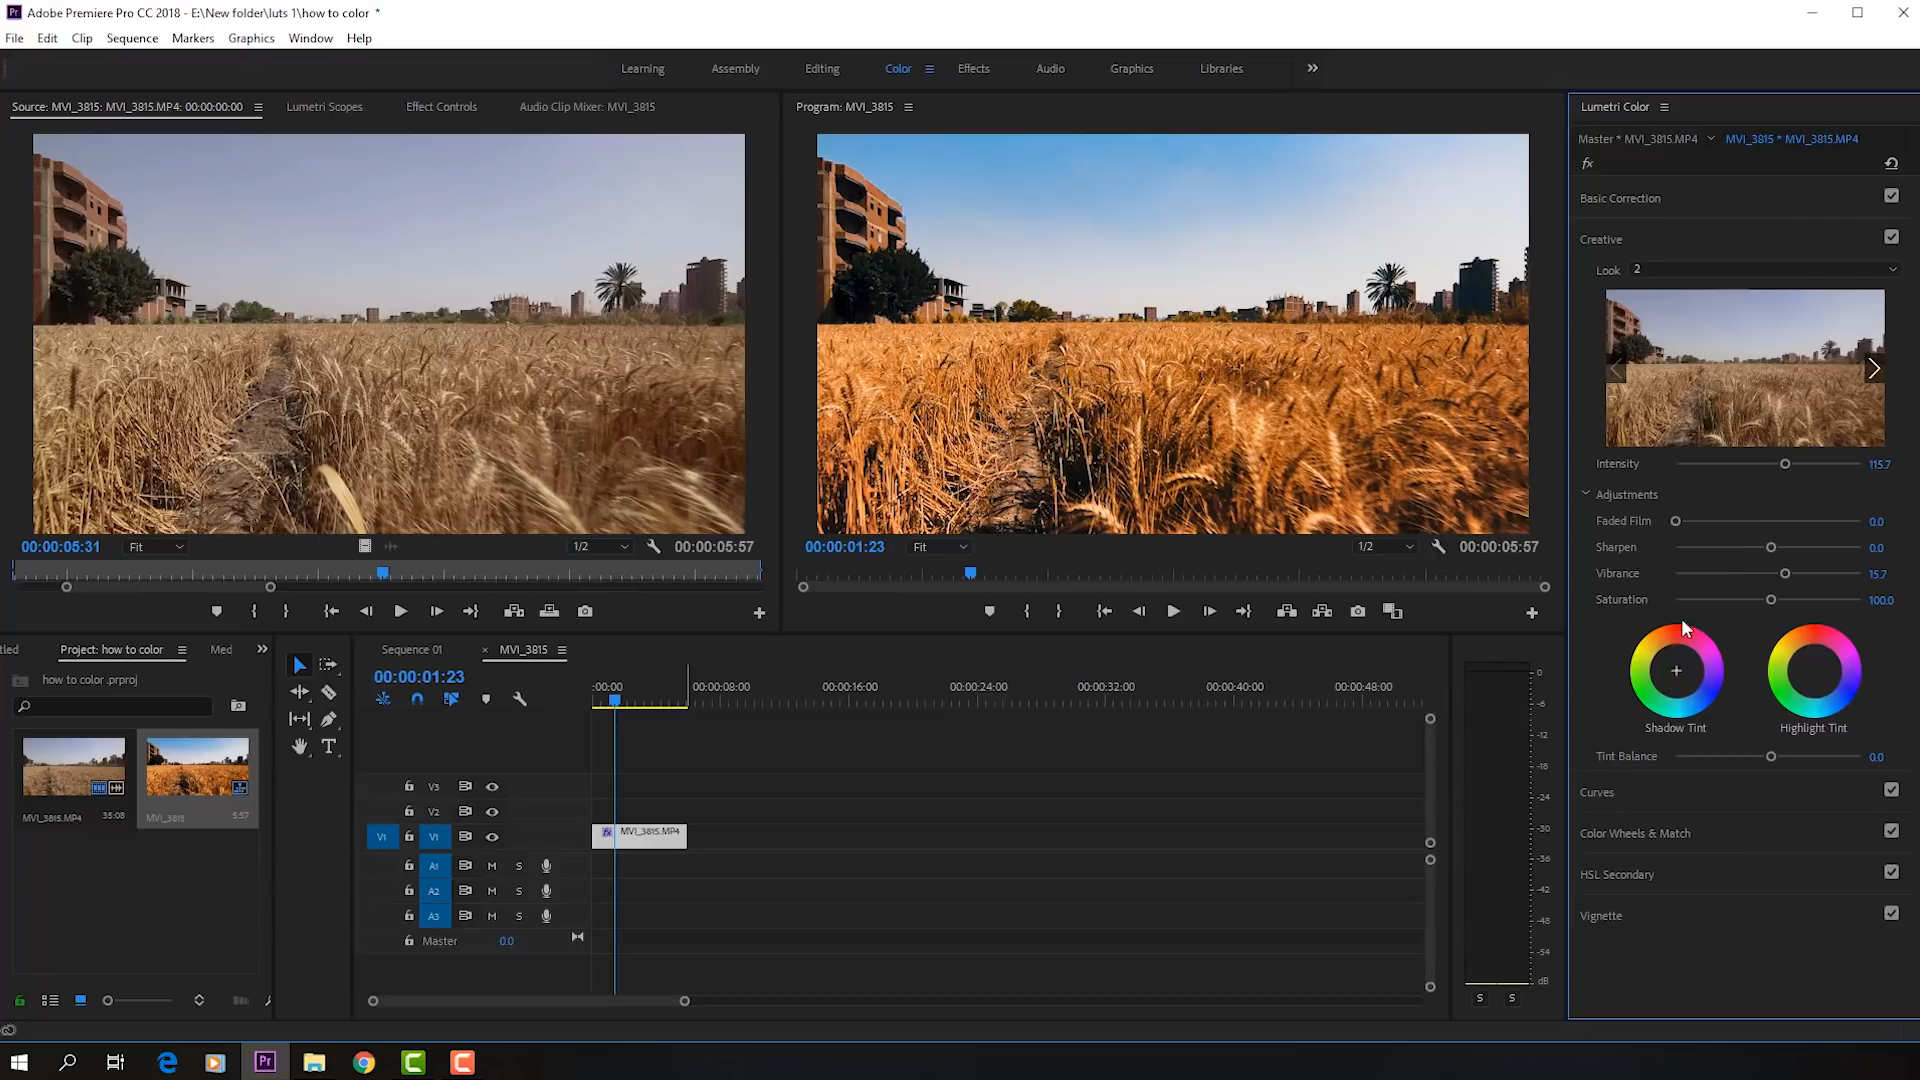 Adobe Premiere Pro CC 2018 - E:\New folder\luts 1\how to color *
File Edit Clip Sequence Markers Graphics Window Help
Learning Assembly Editing Color Effects Audio Graphics Libraries
Source: MVI_3815: MVI_3815.MP4: 00:00:00:00 Lumetri Scopes Effect Controls Audio Clip Mixer: MVI_3815
Program: MVI_3815
Lumetri Color
Master * MVI_3815.MP4 MVI_3815 * MVI_3815.MP4
fx
Basic Correction
Creative
Look 2
Intensity 115.7
Adjustments
Faded Film 0.0
Sharpen 0.0
Vibrance 15.7
Saturation 100.0
Shadow Tint Highlight Tint
Tint Balance 0.0
Curves
Color Wheels & Match
HSL Secondary
Vignette
00:00:05:31 Fit 1/2 00:00:05:57
00:00:01:23 Fit 1/2 00:00:05:57
tled Project: how to color Med
how to color .prproj
MVI_3815.MP4 35:08
MVI_3815 5:57
Sequence 01 × MVI_3815
00:00:01:23
:00:00 00:00:08:00 00:00:16:00 00:00:24:00 00:00:32:00 00:00:40:00 00:00:48:00
V3
V2
V1 V1
fx MVI_3815.MP4
A1 M S
A2 M S
A3 M S
Master 0.0
0
-6
-12
-18
-24
-30
-36
-42
-48
-54
dB
S S
Pr